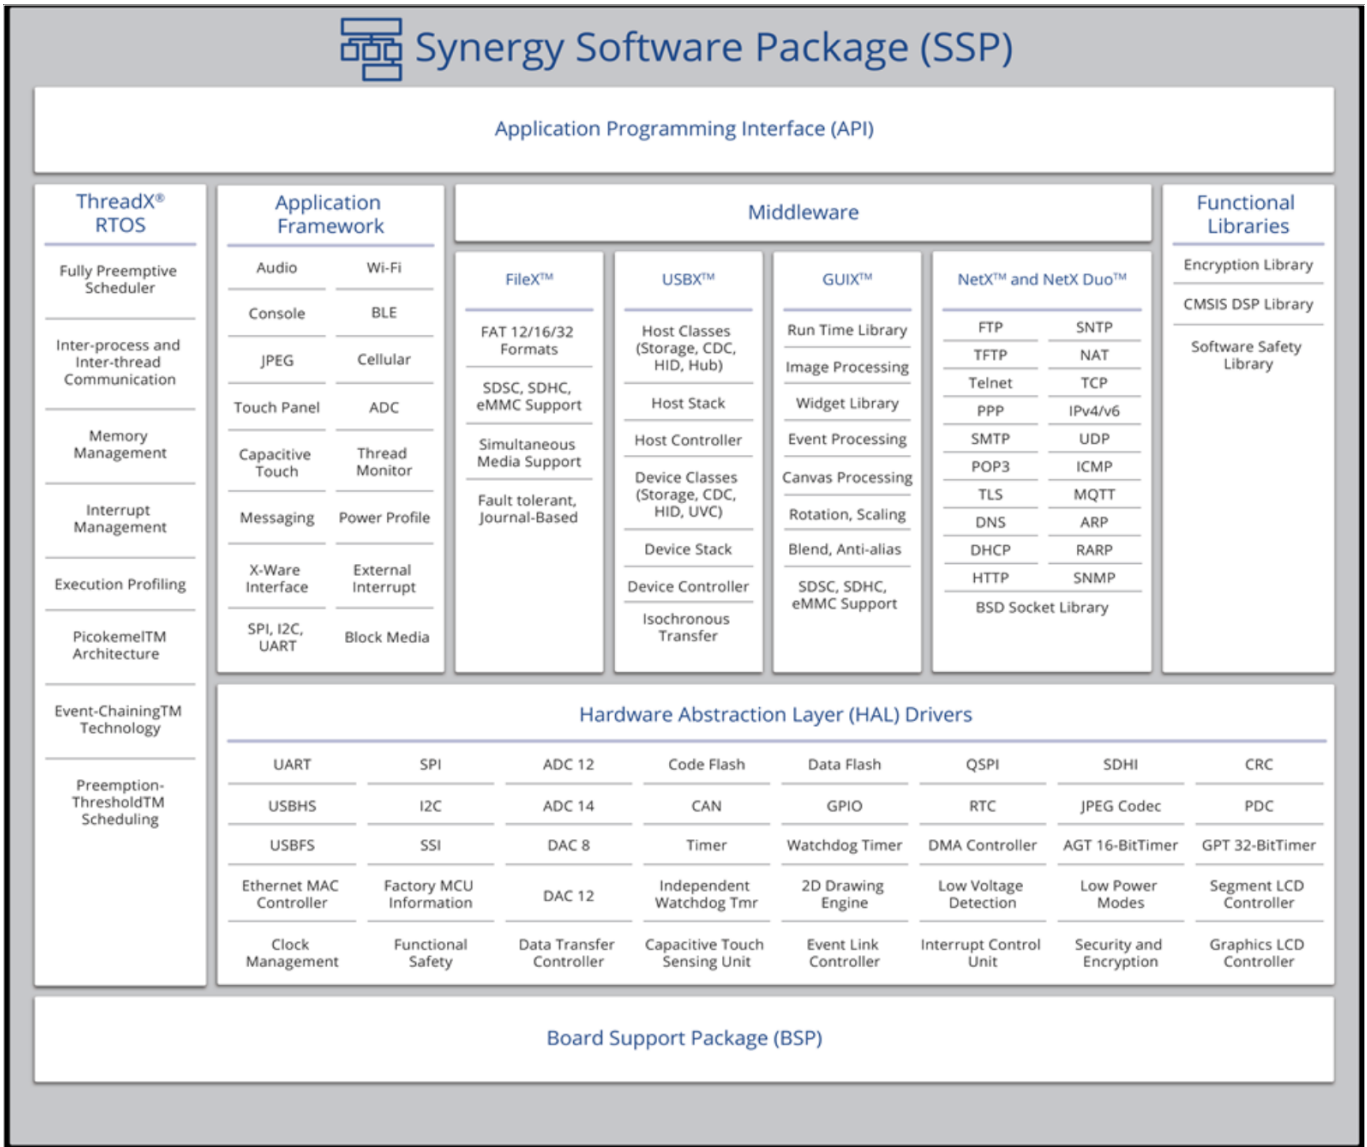 Synergy Software Package (SSP)
Application Programming Interface (API)
ThreadX®
RTOS
Fully Preemptive
Scheduler
Inter-process and
Inter-thread
Communication
Memory
Management
Interrupt
Management
Execution Profiling
PicokemelTM
Architecture
Event-ChainingTM
Technology
Preemption-
ThresholdTM
Scheduling
Application
Framework
Audio Wi-Fi
Console BLE
JPEG Cellular
Touch Panel ADC
Capacitive
Touch
Thread
Monitor
Messaging Power Profile
X-Ware
Interface
External
Interrupt
SPI, I2C,
UART
Block Media
Middleware
FileX™
FAT 12/16/32
Formats
SDSC, SDHC,
eMMC Support
Simultaneous
Media Support
Fault tolerant,
Journal-Based
USBX™
Host Classes
(Storage, CDC,
HID, Hub)
Host Stack
Host Controller
Device Classes
(Storage, CDC,
HID, UVC)
Device Stack
Device Controller
Isochronous
Transfer
GUIX™
Run Time Library
Image Processing
Widget Library
Event Processing
Canvas Processing
Rotation, Scaling
Blend, Anti-alias
SDSC, SDHC,
eMMC Support
NetX™ and NetX Duo™
FTP SNTP
TFTP NAT
Telnet TCP
PPP IPv4/v6
SMTP UDP
POP3 ICMP
TLS MQTT
DNS ARP
DHCP RARP
HTTP SNMP
BSD Socket Library
Functional
Libraries
Encryption Library
CMSIS DSP Library
Software Safety
Library
Hardware Abstraction Layer (HAL) Drivers
UART SPI ADC 12 Code Flash Data Flash QSPI SDHI CRC
USBHS I2C ADC 14 CAN GPIO RTC JPEG Codec PDC
USBFS SSI DAC 8 Timer Watchdog Timer DMA Controller AGT 16-BitTimer GPT 32-BitTimer
Ethernet MAC
Controller
Factory MCU
Information
DAC 12
Independent
Watchdog Tmr
2D Drawing
Engine
Low Voltage
Detection
Low Power
Modes
Segment LCD
Controller
Clock
Management
Functional
Safety
Data Transfer
Controller
Capacitive Touch
Sensing Unit
Event Link
Controller
Interrupt Control
Unit
Security and
Encryption
Graphics LCD
Controller
Board Support Package (BSP)